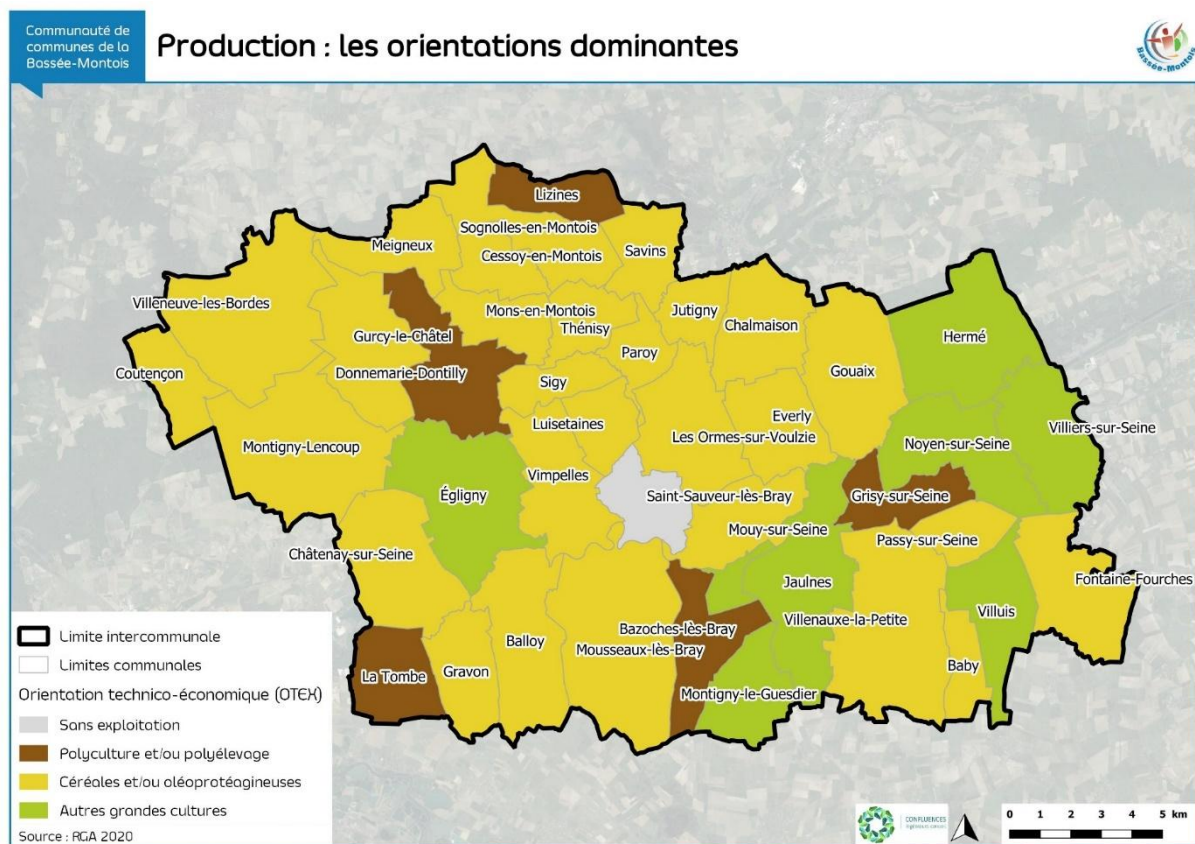 Communauté de
communes de la
Bassée-Montois
Production : les orientations dominantes
Bassée-Montois
Lizines
Sognolles-en-Montois
Meigneux
Cessoy-en-Montois
Savins
Villeneuve-les-Bordes
Mons-en-Montois
Jutigny
Thénisy
Chalmaison
Gurcy-le-Châtel
Hermé
Paroy
Coutençon
Donnemarie-Dontilly
Gouaix
Sigy
Everly
Luisetaines
Villiers-sur-Seine
Les Ormes-sur-Voulzie
Noyen-sur-Seine
Montigny-Lencoup
Vimpelles
Égligny
Saint-Sauveur-lès-Bray
Grisy-sur-Seine
Mouy-sur-Seine
Passy-sur-Seine
Châtenay-sur-Seine
Jaulnes
Fontaine-Fourches
Villuis
Villenauxe-la-Petite
Bazoches-lès-Bray
Balloy
Mousseaux-lès-Bray
Gravon
Baby
La Tombe
Montigny-le-Guesdier
Limite intercommunale
Limites communales
Orientation technico-économique (OTEX)
Sans exploitation
Polyculture et/ou polyélevage
Céréales et/ou oléoprotéagineuses
Autres grandes cultures
Source : RGA 2020
CONFLUENCES
0 1 2 3 4 5 km